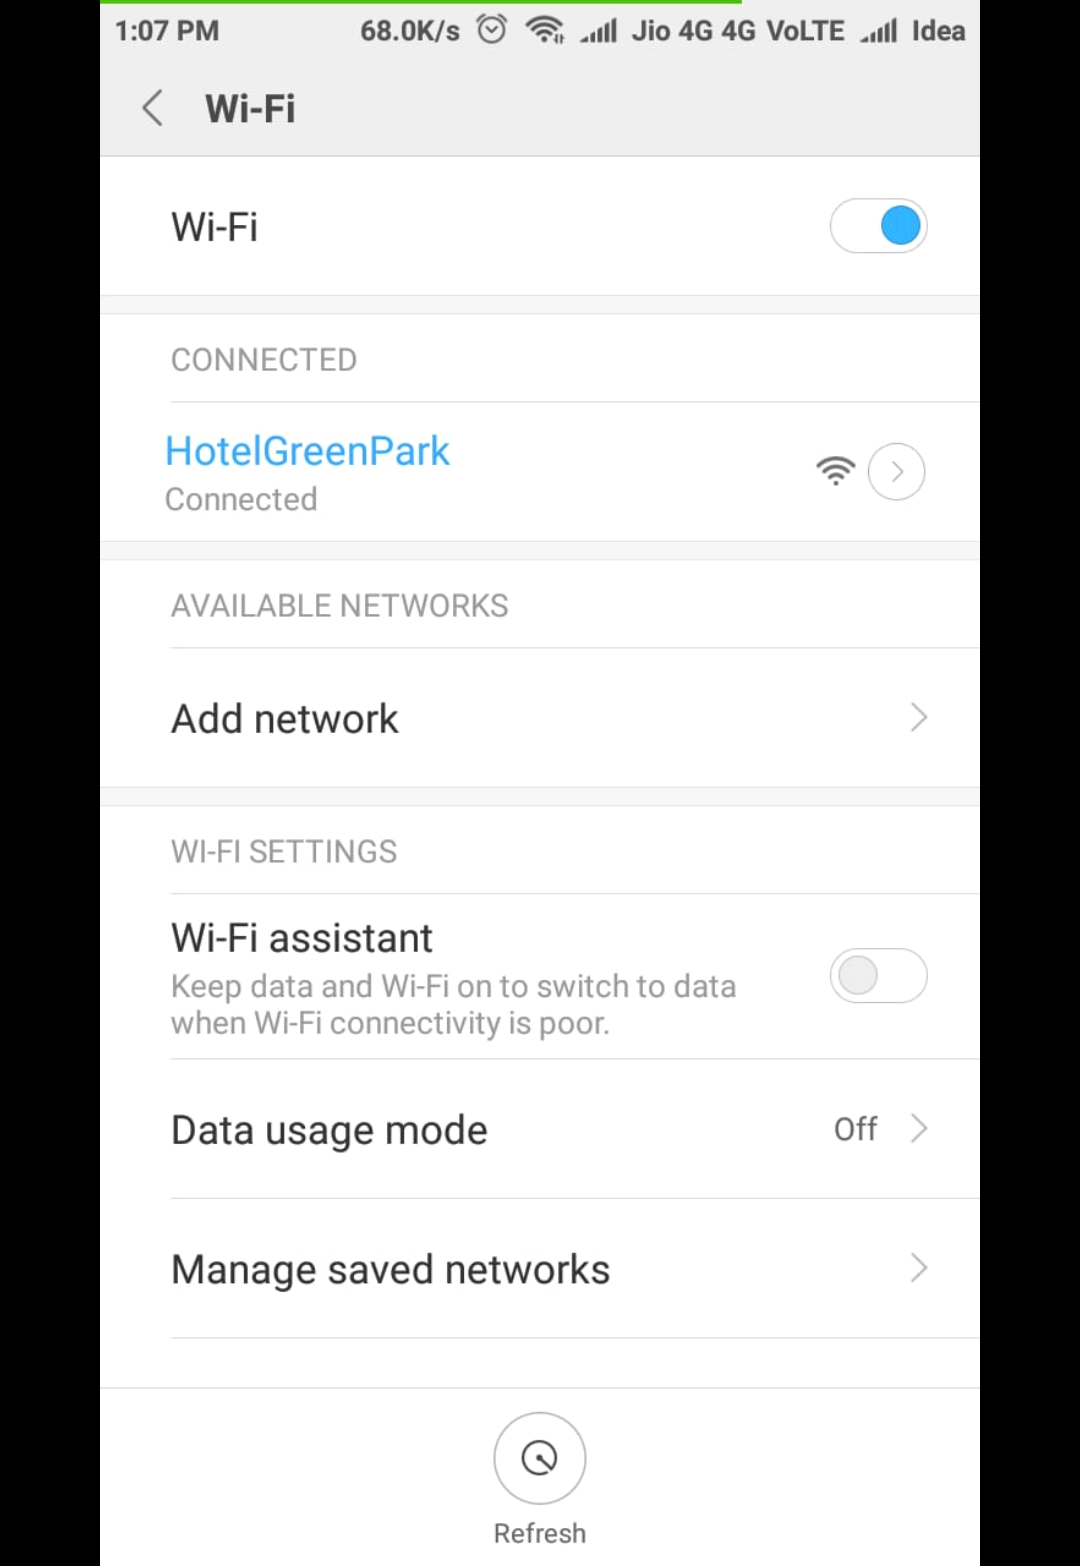 1:07 PM 68.0K/s Jio 4G 4G VoLTE Idea
Wi-Fi
Wi-Fi
CONNECTED
HotelGreenPark
Connected
AVAILABLE NETWORKS
Add network
WI-FI SETTINGS
Wi-Fi assistant
Keep data and Wi-Fi on to switch to data
when Wi-Fi connectivity is poor.
Data usage mode Off
Manage saved networks
Refresh